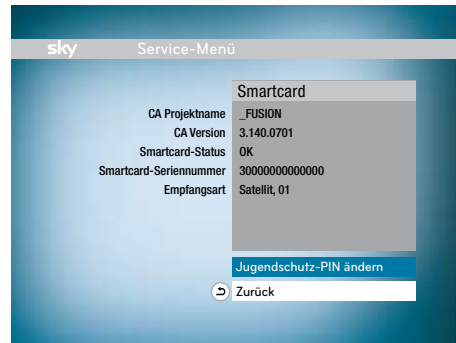 sky Service-Menü
Smartcard
CA Projektname _FUSION
CA Version 3.140.0701
Smartcard-Status OK
Smartcard-Seriennummer 30000000000000
Empfangsart Satellit, 01
Jugendschutz-PIN ändern
Zurück